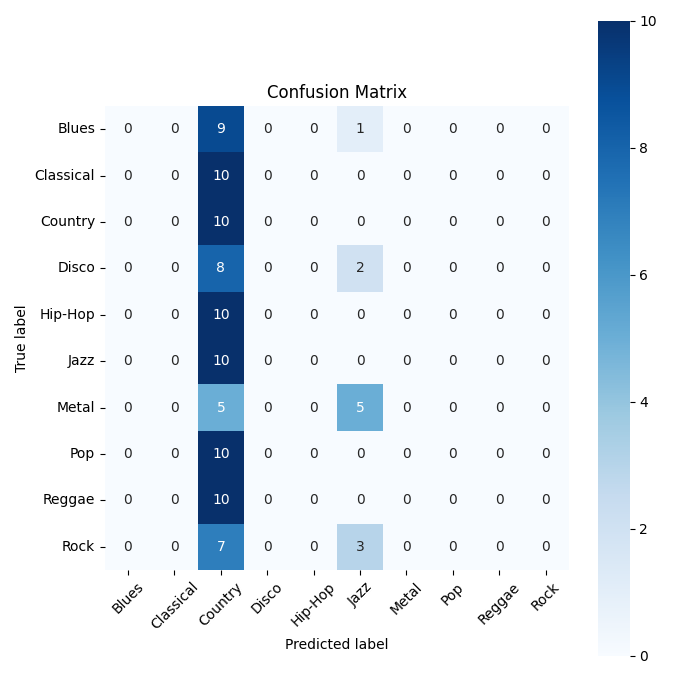 Confusion Matrix
True label
Blues 0 0 9 0 0 1 0 0 0 0
Classical 0 0 10 0 0 0 0 0 0 0
Country 0 0 10 0 0 0 0 0 0 0
Disco 0 0 8 0 0 2 0 0 0 0
Hip-Hop 0 0 10 0 0 0 0 0 0 0
Jazz 0 0 10 0 0 0 0 0 0 0
Metal 0 0 5 0 0 5 0 0 0 0
Pop 0 0 10 0 0 0 0 0 0 0
Reggae 0 0 10 0 0 0 0 0 0 0
Rock 0 0 7 0 0 3 0 0 0 0
Blues Classical Country Disco Hip-Hop Jazz Metal Pop Reggae Rock
Predicted label
10
8
6
4
2
0